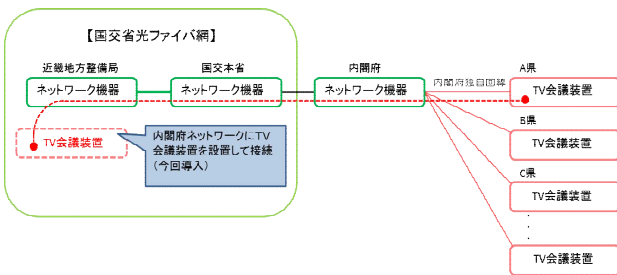 【国交省光ファイバ網】
近畿地方整備局
国交本省
内閣府
A県
ネットワーク機器
ネットワーク機器
ネットワーク機器
内閣府独自回線
TV会議装置
B県
TV会議装置
TV会議装置
内閣府ネットワークにTV
会議装置を設置して接続
（今回導入）
C県
TV会議装置
・
・
・
TV会議装置